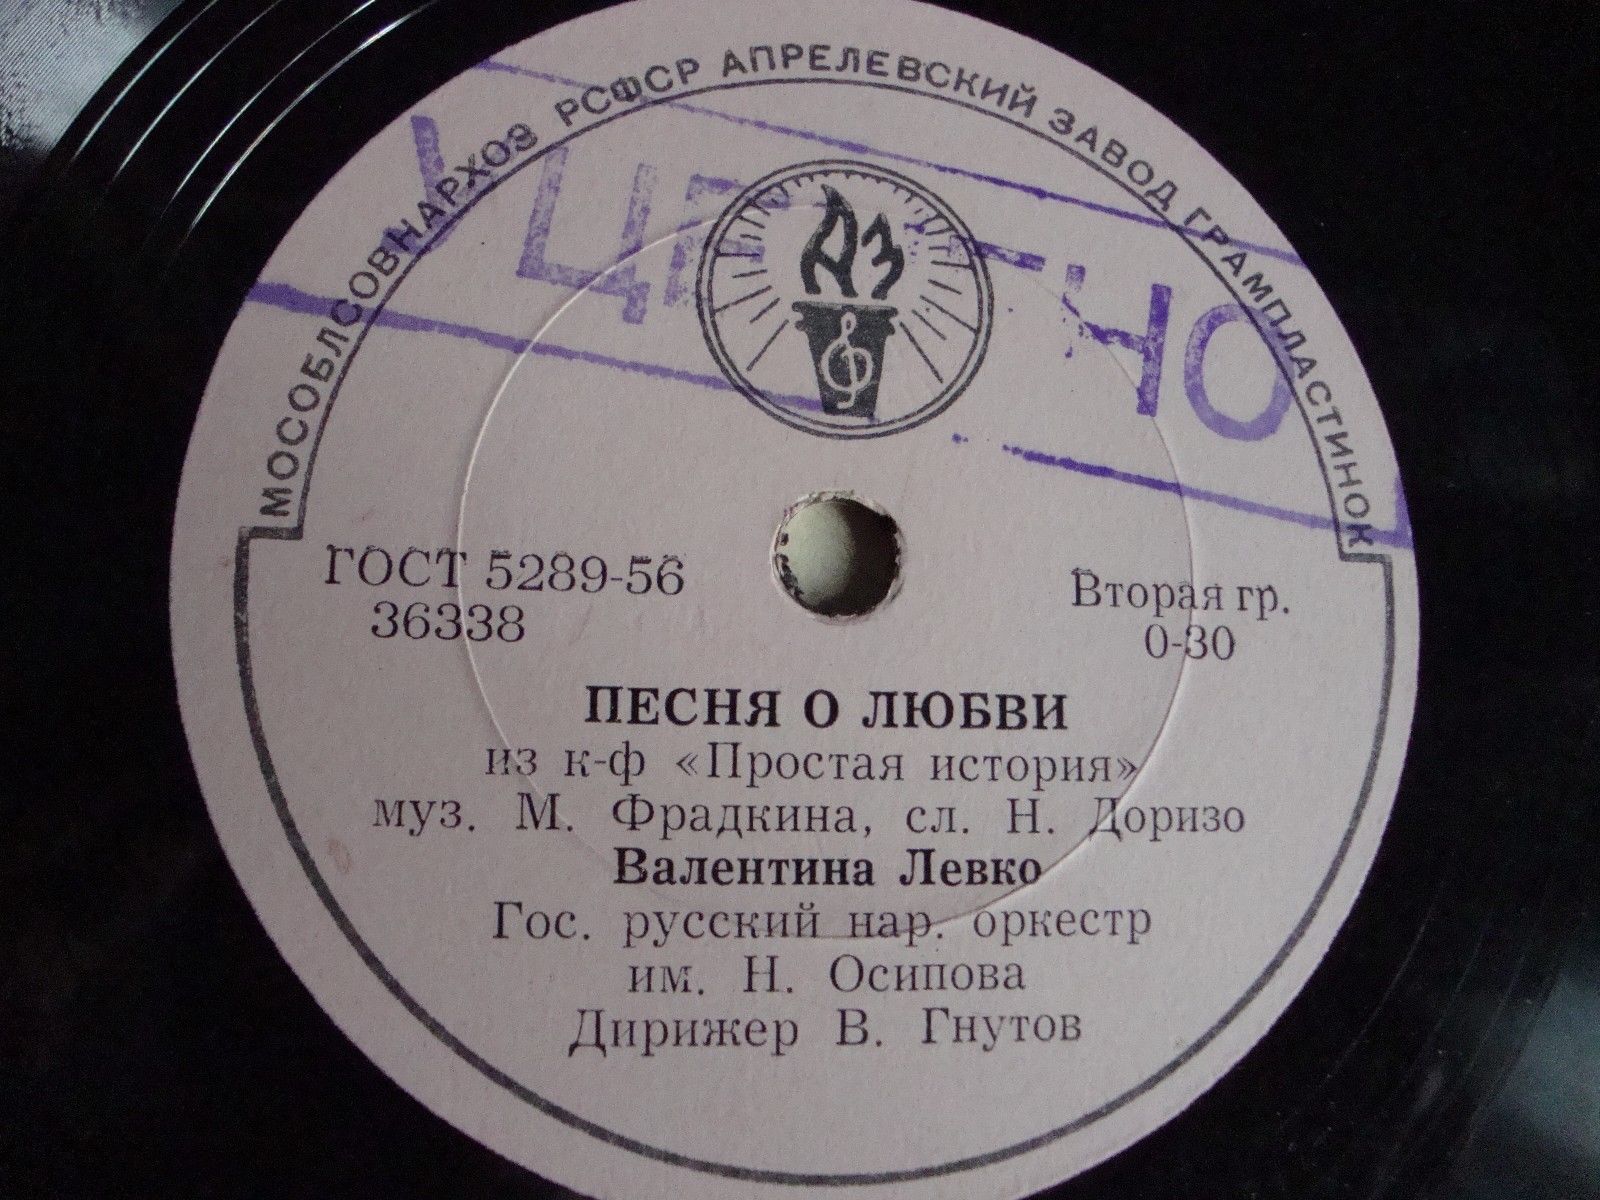 МОСОБЛСОВНАРХОЗ РСФСР АПРЕЛЕВСКИЙ ЗАВОД ГРАМПЛАСТИНОК
АЗ
ГОСТ 5289-56
36338
Вторая гр.
0-30
ПЕСНЯ О ЛЮБВИ
из к-ф «Простая история»
муз. М. Фрадкина, сл. Н. Доризо
Валентина Левко
Гос. русский нар. оркестр
им. Н. Осипова
Дирижер В. Гнутов